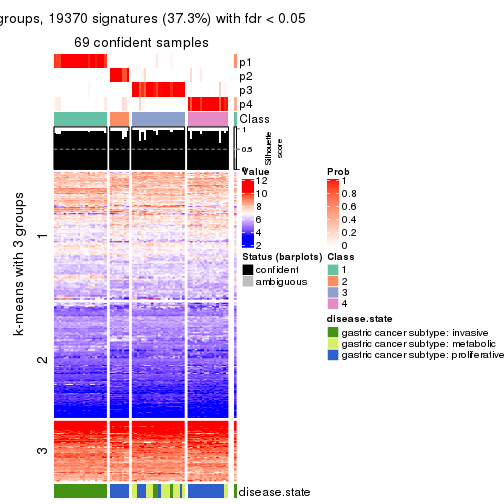 groups, 19370 signatures (37.3%) with fdr < 0.05
69 confident samples
p1
p2
p3
p4
Class
1
0.5
0
Silhouette
score
k-means with 3 groups
1
2
3
disease.state
Value
12
10
8
6
4
2
Prob
1
0.8
0.6
0.4
0.2
0
Status (barplots)
confident
ambiguous
Class
1
2
3
4
disease.state
gastric cancer subtype: invasive
gastric cancer subtype: metabolic
gastric cancer subtype: proliferative